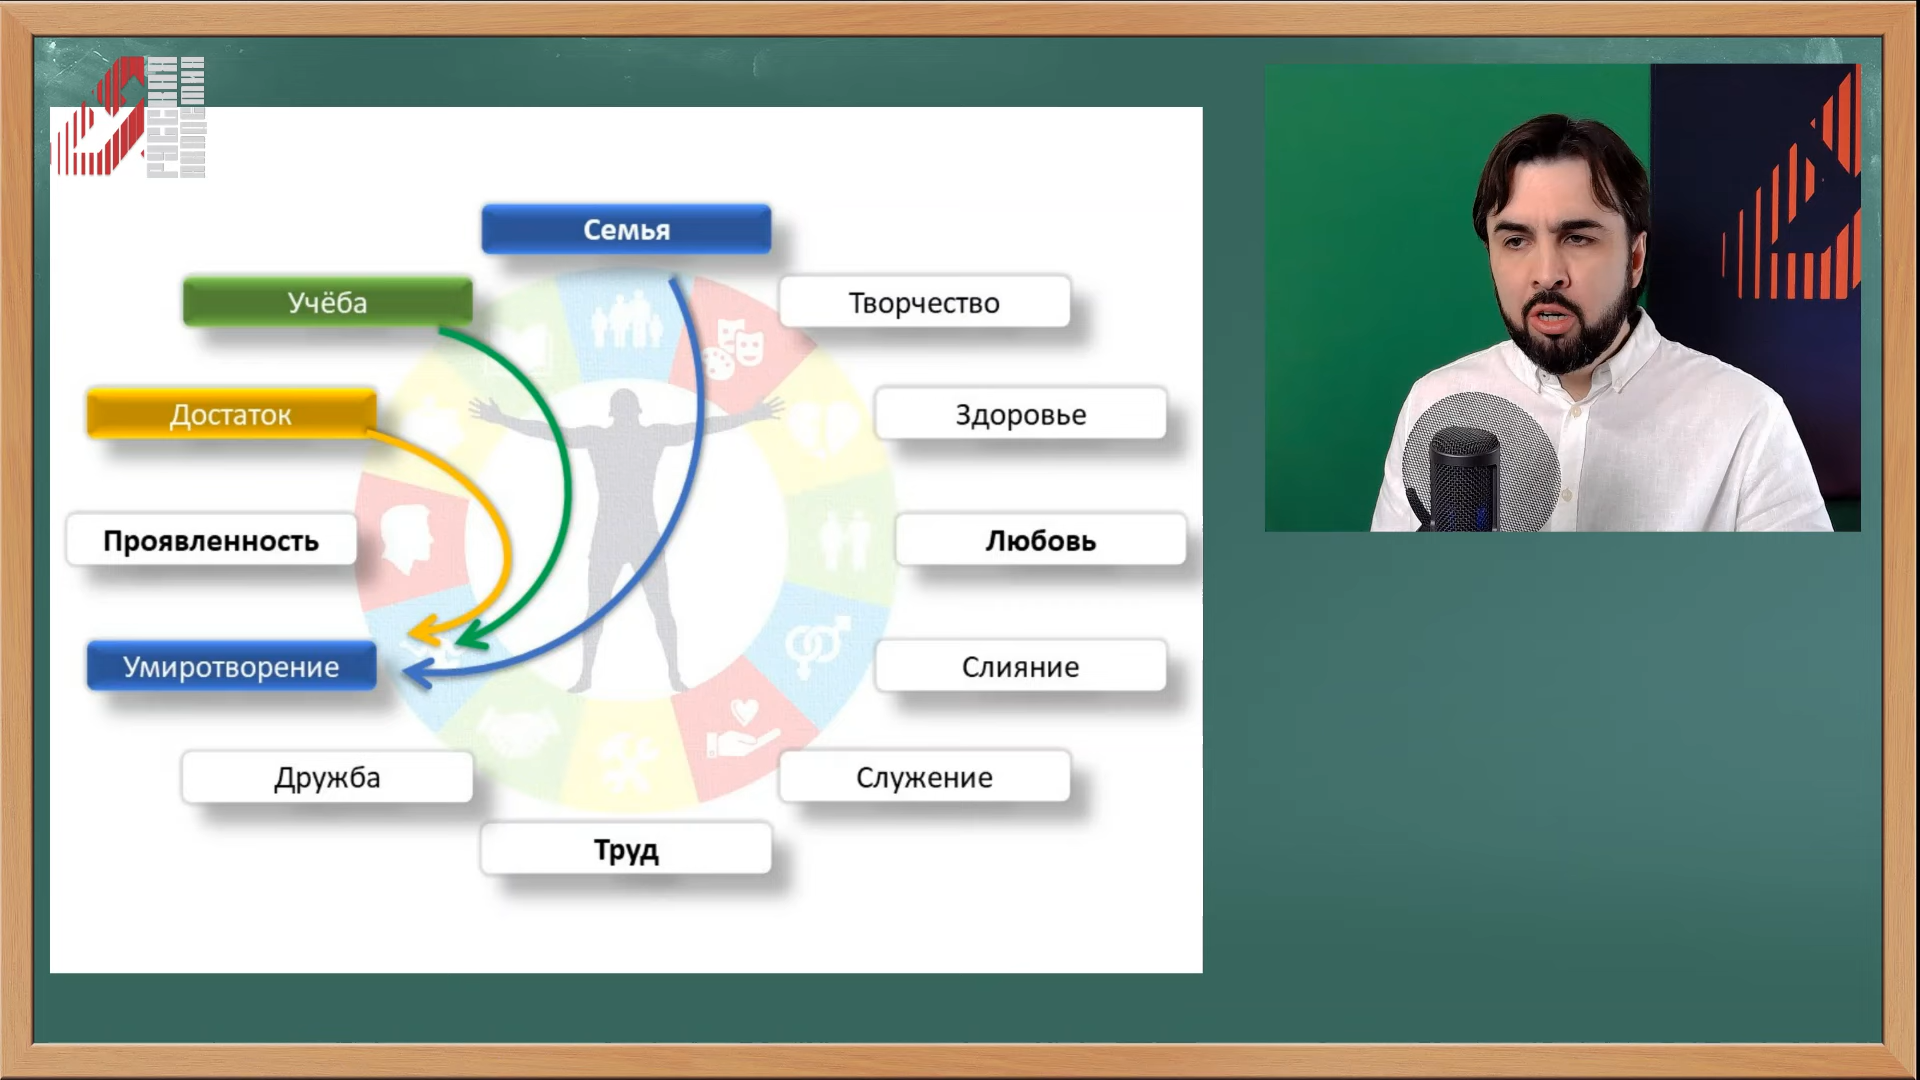 Семья
Учёба
Творчество
Достаток
Здоровье
Проявленность
Любовь
Умиротворение
Слияние
Дружба
Служение
Труд